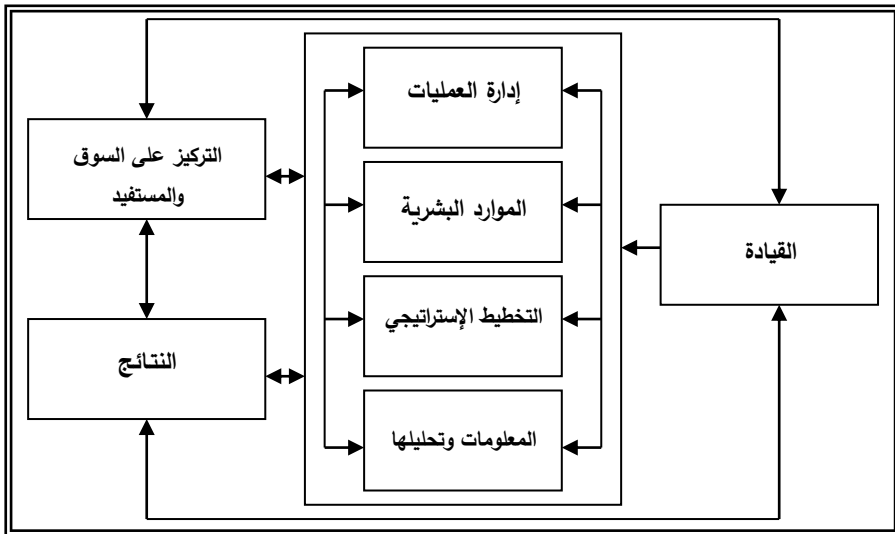 القيادة
إدارة العمليات
الموارد البشرية
التخطيط الإستراتيجي
المعلومات وتحليلها
التركيز على السوق
والمستفيد
النتائج